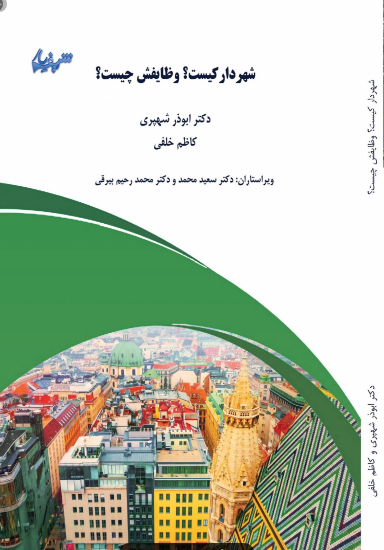 شهردار کیست؟ وظایفش چیست؟
دکتر ابوذر شهپری
کاظم خلفی
ویراستاران: دکتر سعید محمد و دکتر محمد رحیم بیرقی
شهردار کیست؟ وظایفش چیست؟
دکتر ابوذر شهپری و کاظم خلفی